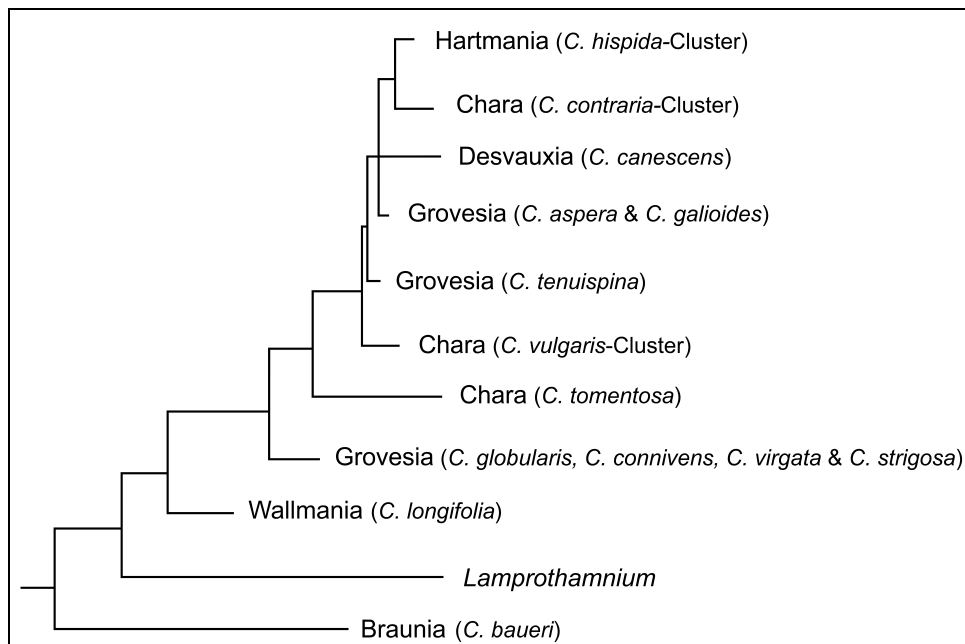 Hartmania (C. hispida-Cluster)
Chara (C. contraria-Cluster)
Desvauxia (C. canescens)
Grovesia (C. aspera & C. galioides)
Grovesia (C. tenuispina)
Chara (C. vulgaris-Cluster)
Chara (C. tomentosa)
Grovesia (C. globularis, C. connivens, C. virgata & C. strigosa)
Wallmania (C. longifolia)
Lamprothamnium
Braunia (C. baueri)